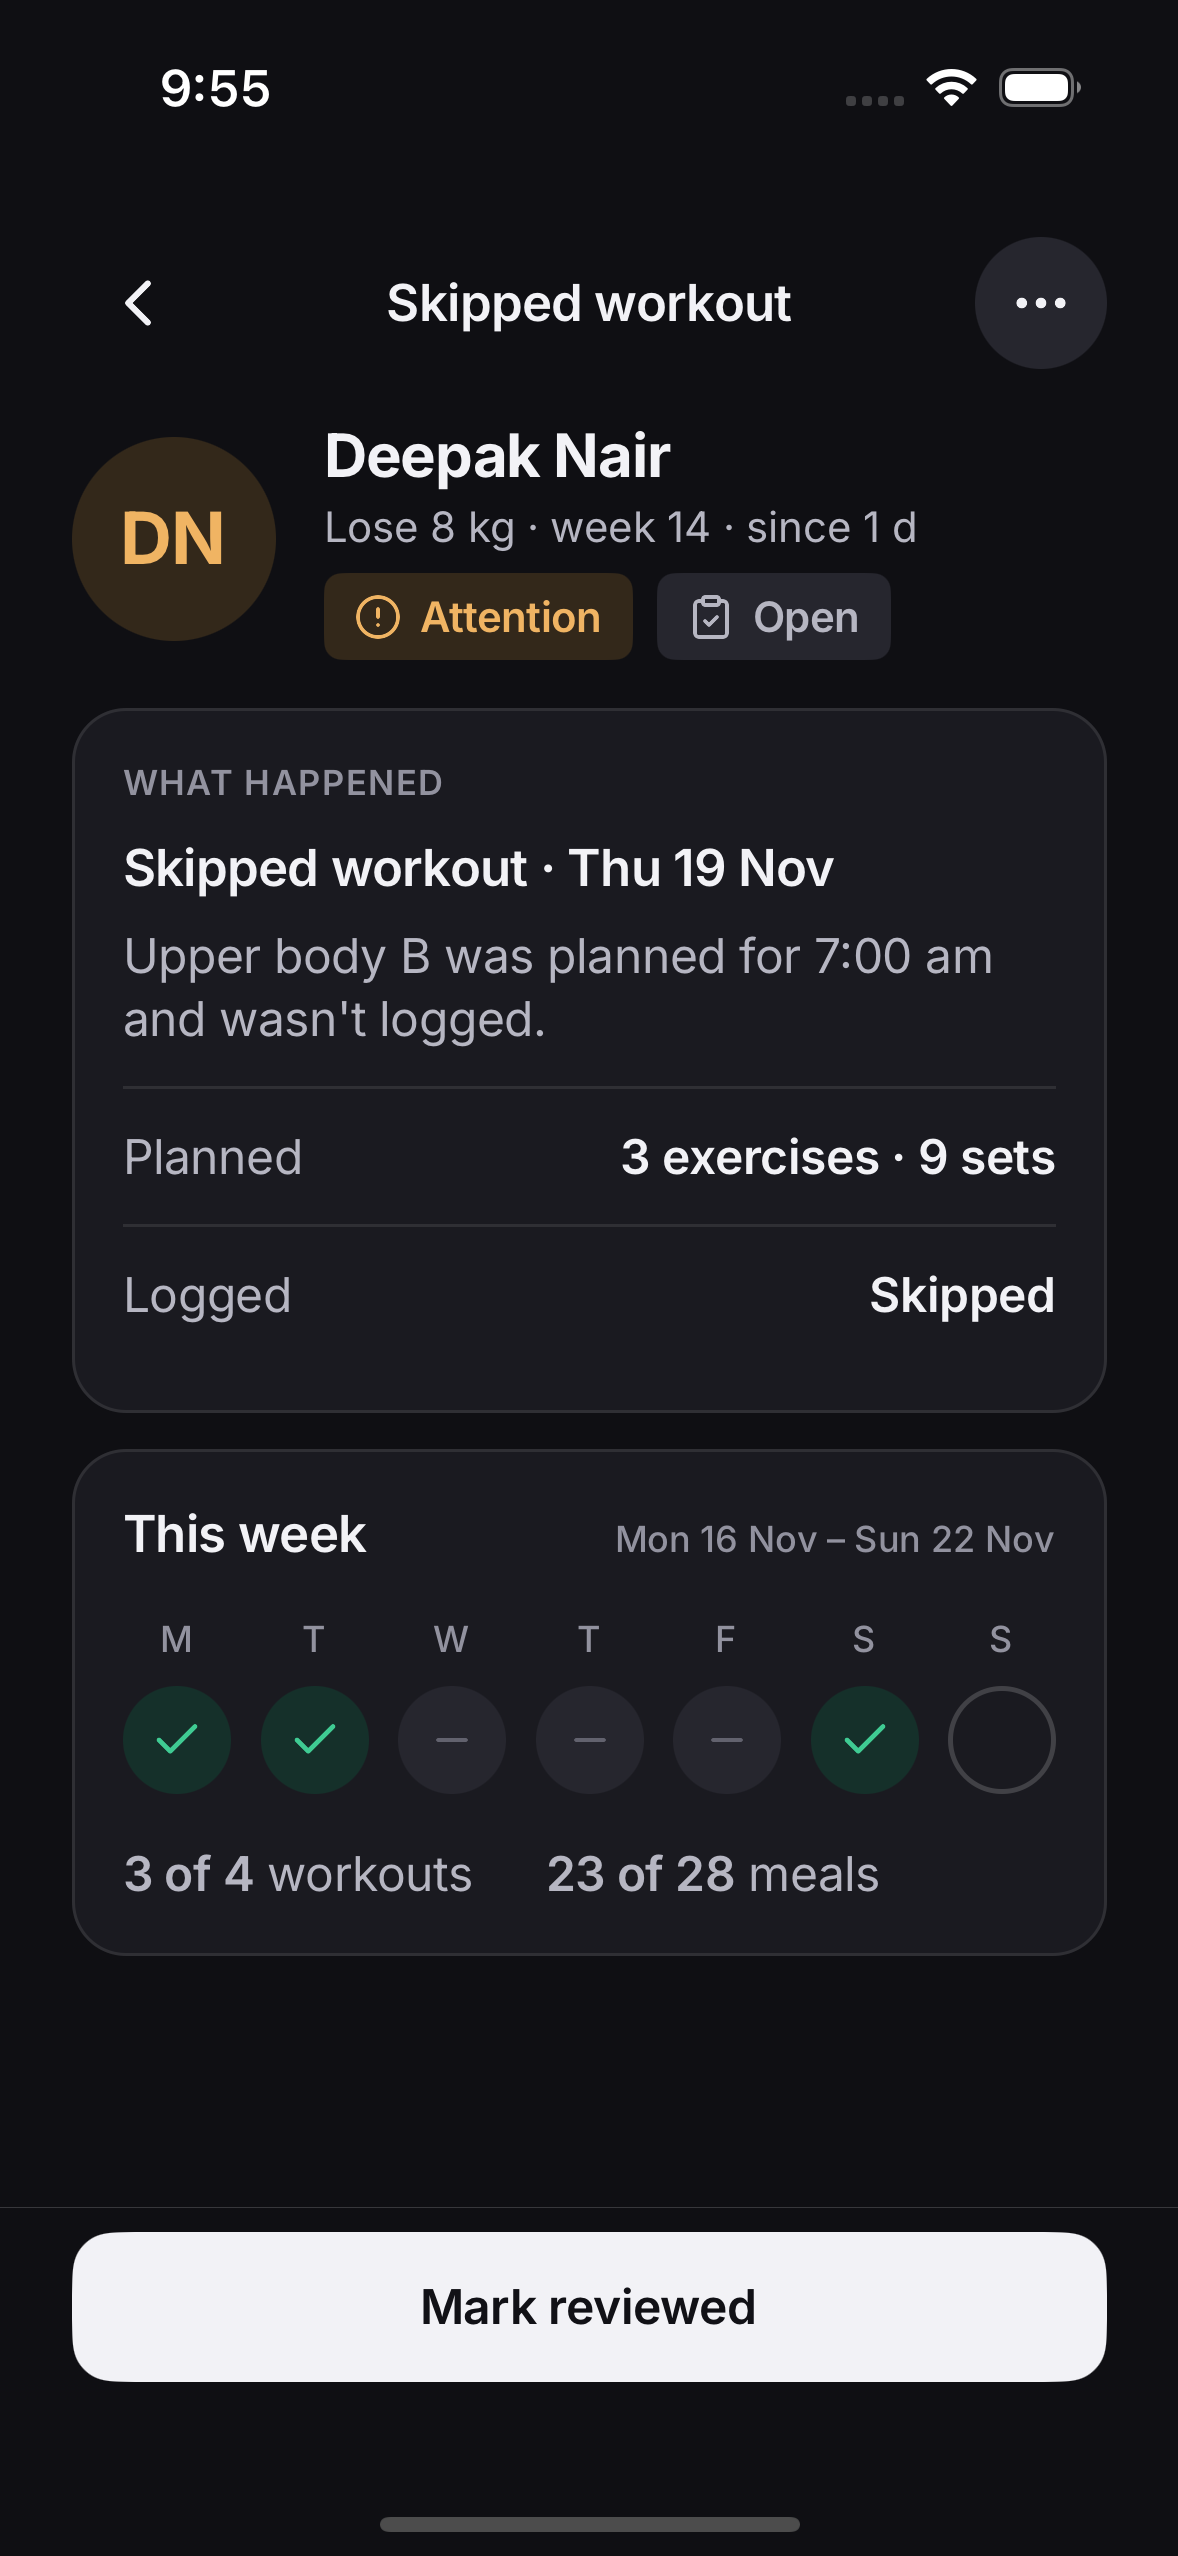 9:55
Skipped workout
DN
Deepak Nair
Lose 8 kg · week 14 · since 1 d
Attention
Open
WHAT HAPPENED
Skipped workout · Thu 19 Nov
Upper body B was planned for 7:00 am
and wasn't logged.
Planned 3 exercises · 9 sets
Logged Skipped
This week Mon 16 Nov – Sun 22 Nov
M T W T F S S
3 of 4 workouts 23 of 28 meals
Mark reviewed